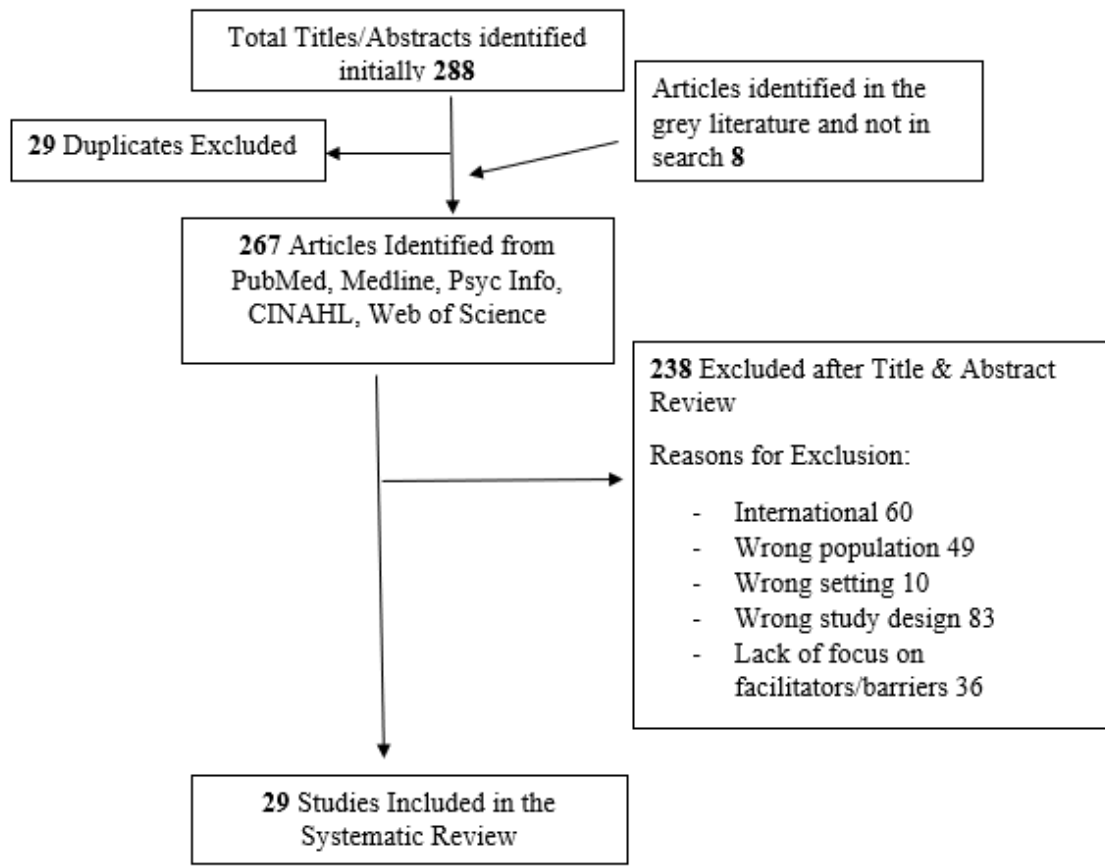 Total Titles/Abstracts identified
initially 288
Articles identified in the
grey literature and not in
search 8
29 Duplicates Excluded
267 Articles Identified from
PubMed, Medline, Psyc Info,
CINAHL, Web of Science
238 Excluded after Title & Abstract
Review
Reasons for Exclusion:
- International 60
- Wrong population 49
- Wrong setting 10
- Wrong study design 83
- Lack of focus on
facilitators/barriers 36
29 Studies Included in the
Systematic Review